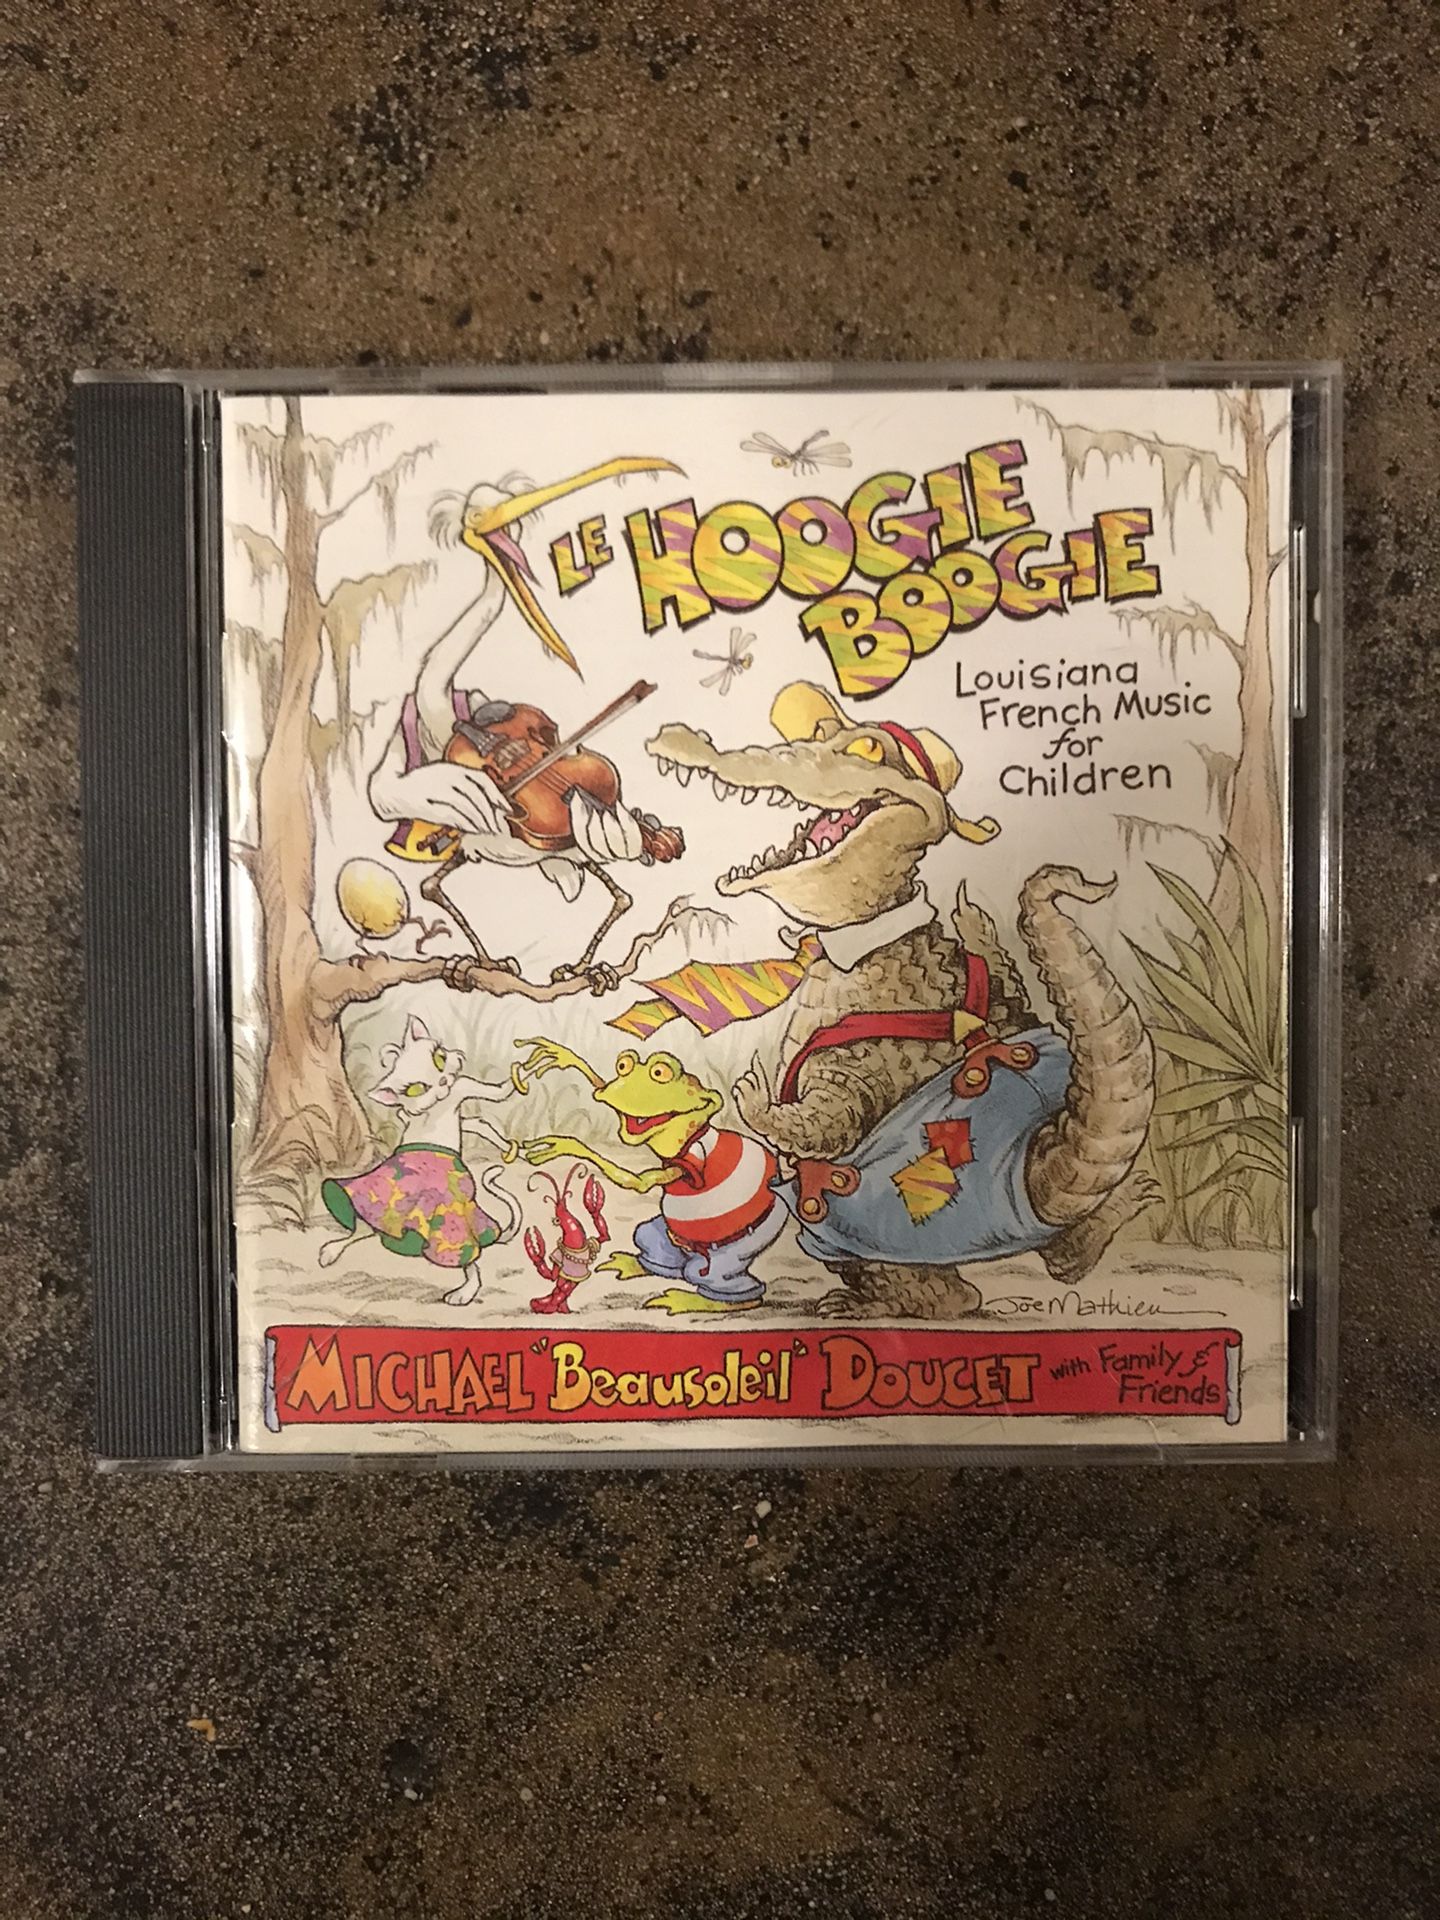 LE HOOGIE
BOOGIE
Louisiana
French Music
for
Children
Joe Mathieu
MICHAEL "Beausoleil" DOUCET with Family &
Friends